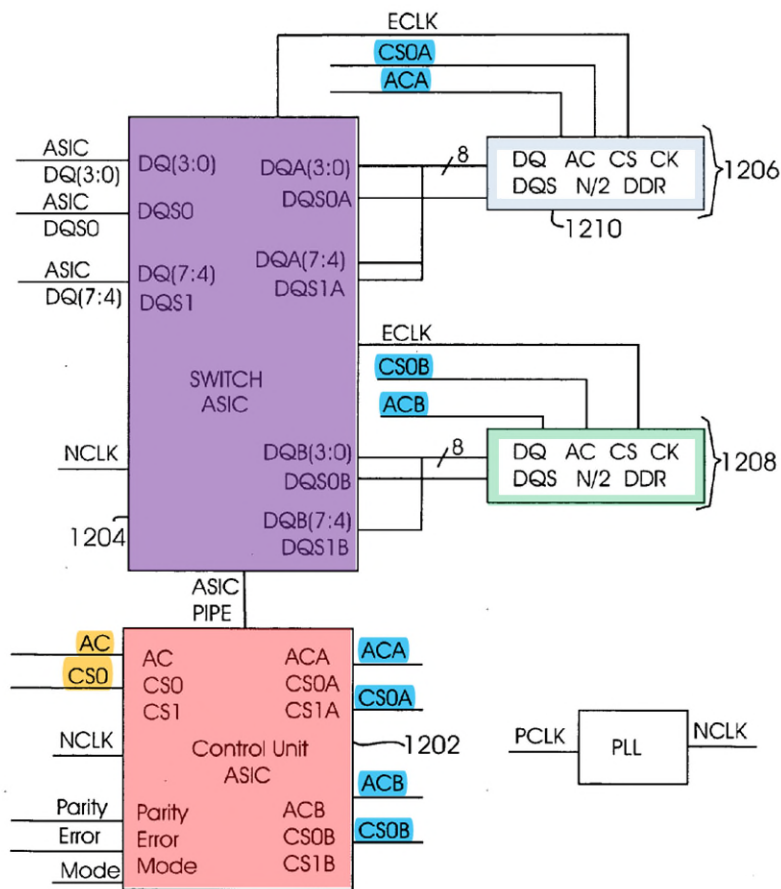 ECLK
CS0A
ACA
ASIC
DQ(3:0)
ASIC
DQS0
ASIC
DQ(7:4)
DQ(3:0)
DQS0
DQ(7:4)
DQS1
DQA(3:0)
DQS0A
DQA(7:4)
DQS1A
8
DQ AC CS CK
DQS N/2 DDR
1206
1210
SWITCH
ASIC
ECLK
CS0B
ACB
NCLK
DQB(3:0)
DQS0B
DQB(7:4)
DQS1B
8
DQ AC CS CK
DQS N/2 DDR
1208
1204
ASIC
PIPE
AC
CS0
NCLK
Parity
Error
Mode
AC
CS0
CS1
ACA
CS0A
CS1A
Control Unit
ASIC
Parity
Error
Mode
ACB
CS0B
CS1B
ACA
CS0A
1202
ACB
CS0B
PCLK
PLL
NCLK